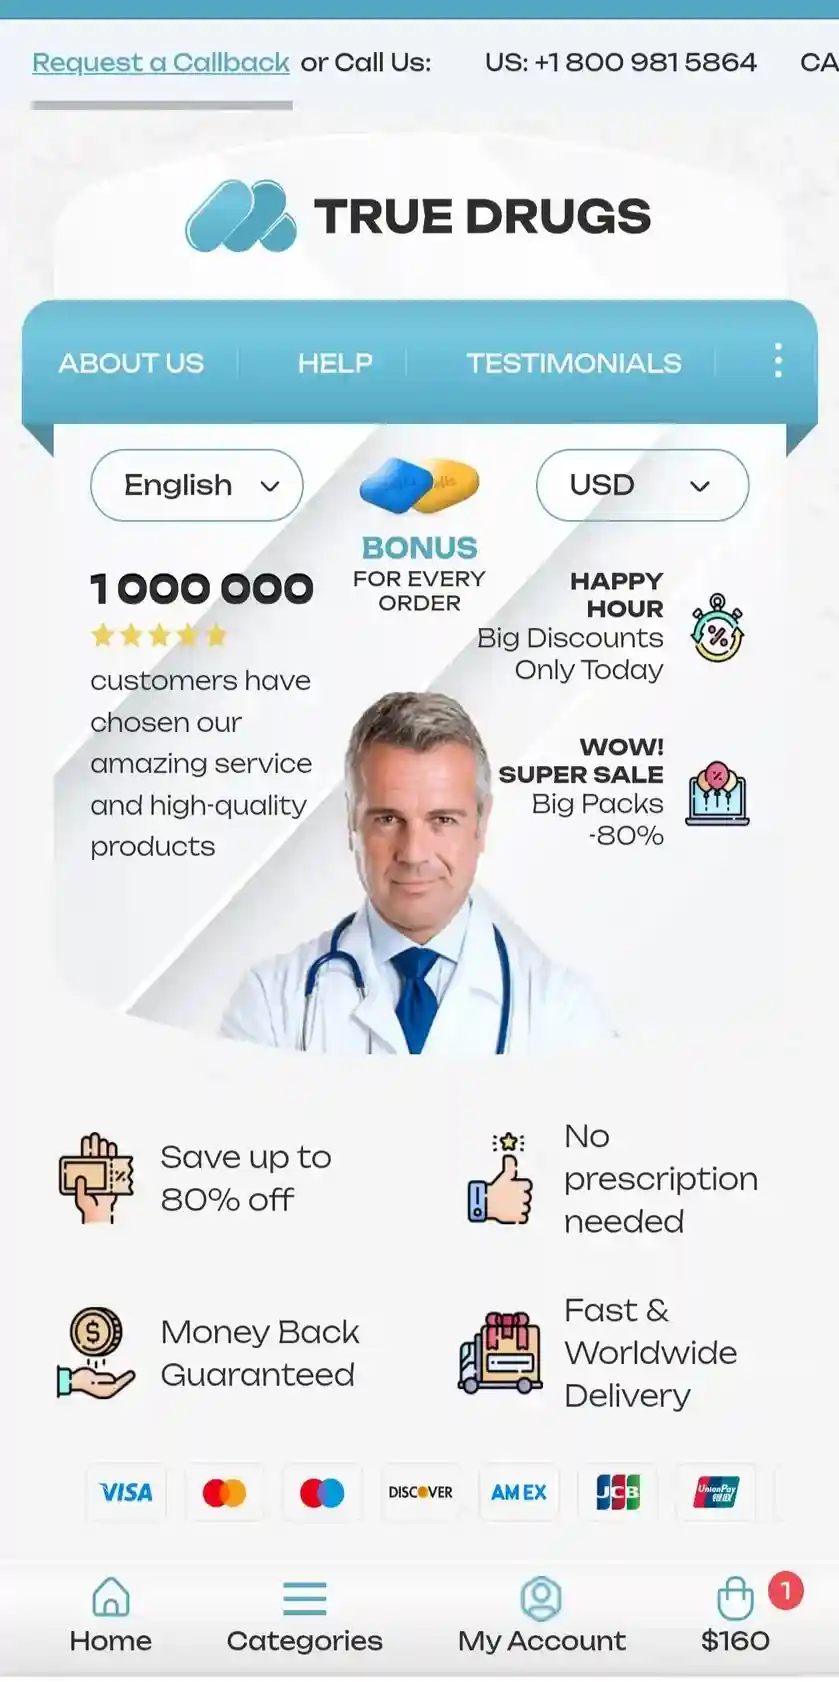 Request a Callback or Call Us: US: +1 800 981 5864 CA
TRUE DRUGS
ABOUT US HELP TESTIMONIALS
English
USD
BONUS
FOR EVERY
ORDER
1 000 000
customers have
chosen our
amazing service
and high-quality
products
HAPPY
HOUR
Big Discounts
Only Today
WOW!
SUPER SALE
Big Packs
-80%
Save up to
80% off
No
prescription
needed
Money Back
Guaranteed
Fast &
Worldwide
Delivery
VISA DISCOVER AMEX JCB UnionPay 银联
Home Categories My Account $160 1